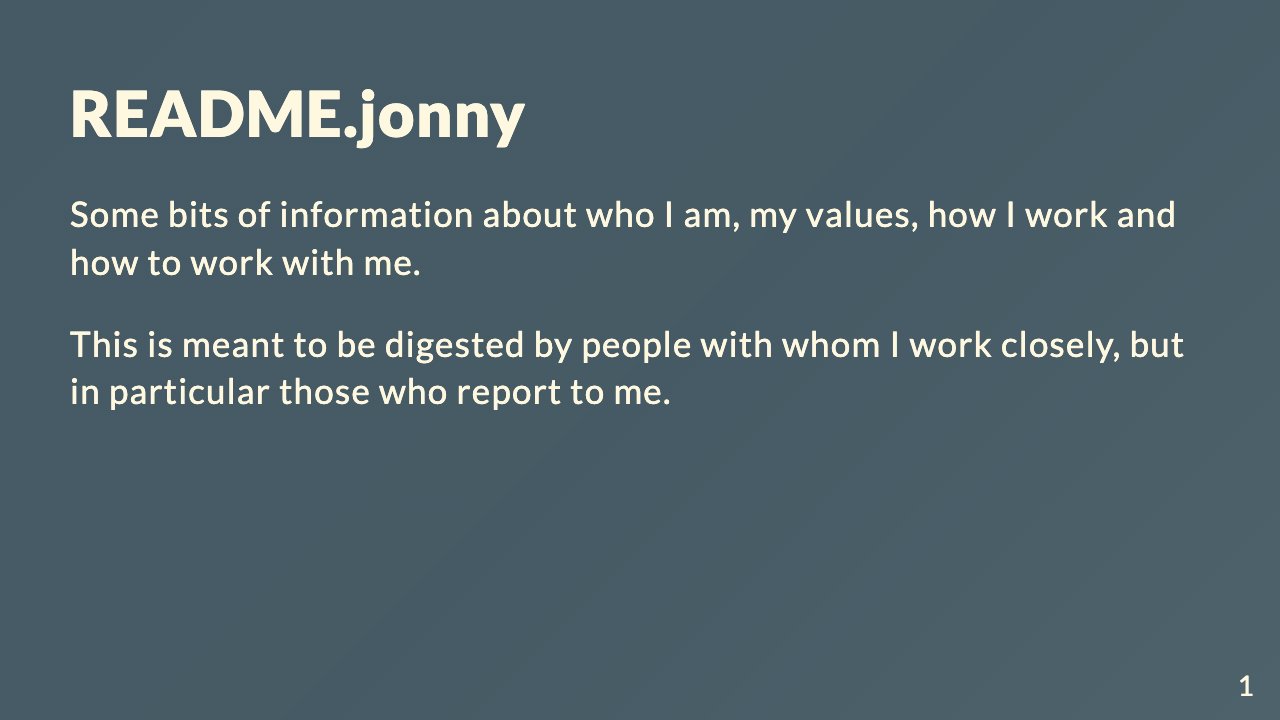 README.jonny
Some bits of information about who I am, my values, how I work and
how to work with me.
This is meant to be digested by people with whom I work closely, but
in particular those who report to me.
1